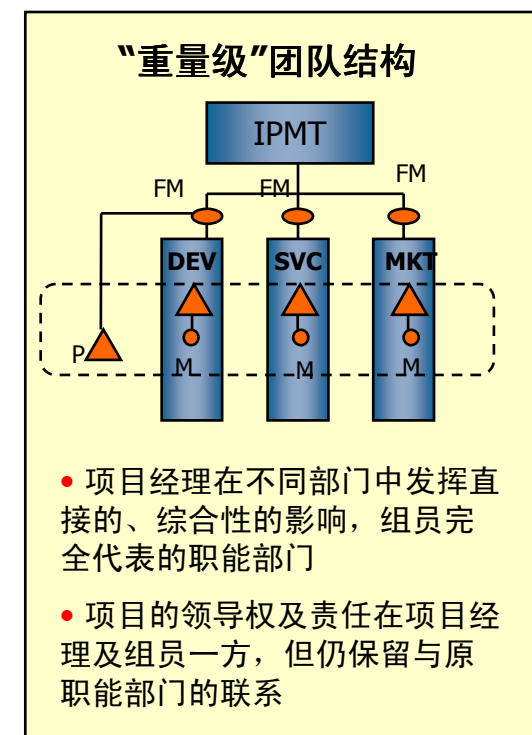 “重量级”团队结构
IPMT
FM FM FM
DEV SVC MKT
P
M M M
• 项目经理在不同部门中发挥直
接的、综合性的影响，组员完
全代表的职能部门
• 项目的领导权及责任在项目经
理及组员一方，但仍保留与原
职能部门的联系